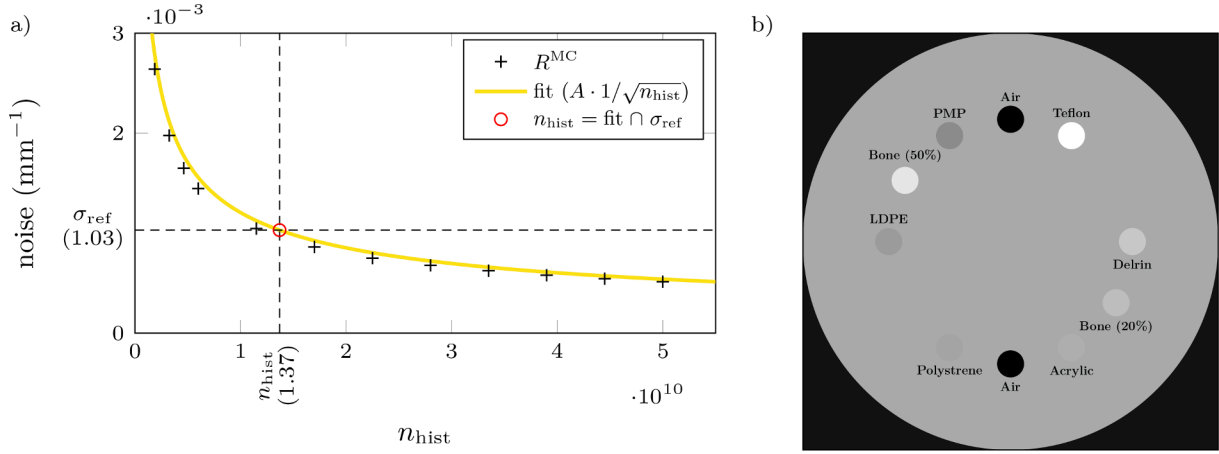 a)
·10⁻³
3
2
1
0
noise (mm⁻¹)
σref
(1.03)
R^MC
fit (A · 1/√nhist)
nhist = fit ∩ σref
0
1
2
3
4
5
nhist
(1.37)
·10¹⁰
nhist
b)
Air
PMP
Teflon
Bone (50%)
LDPE
Delrin
Bone (20%)
Polystrene
Acrylic
Air